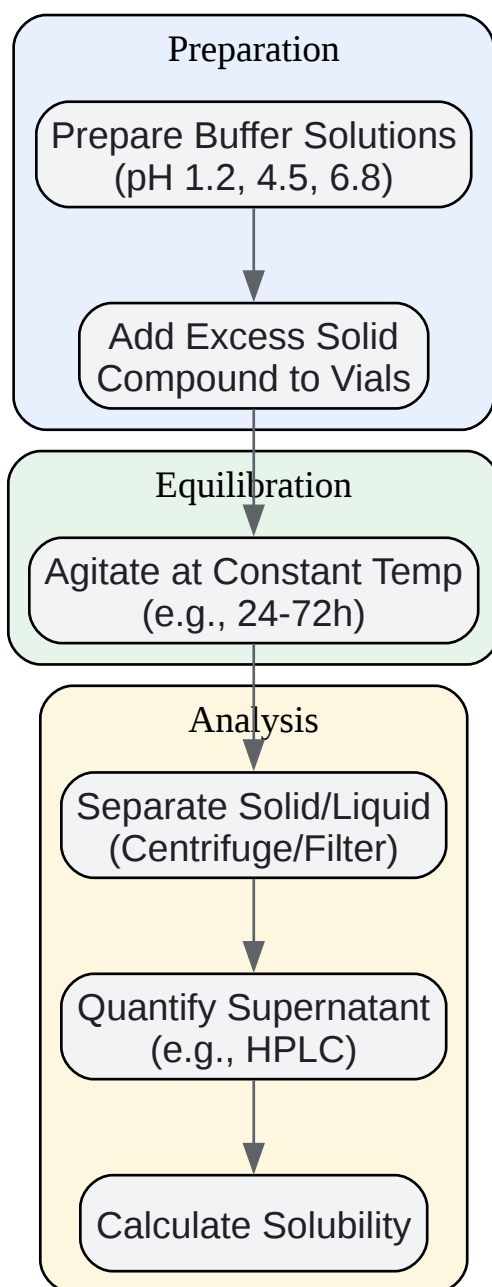 Preparation
Prepare Buffer Solutions
(pH 1.2, 4.5, 6.8)
Add Excess Solid
Compound to Vials
Equilibration
Agitate at Constant Temp
(e.g., 24-72h)
Analysis
Separate Solid/Liquid
(Centrifuge/Filter)
Quantify Supernatant
(e.g., HPLC)
Calculate Solubility